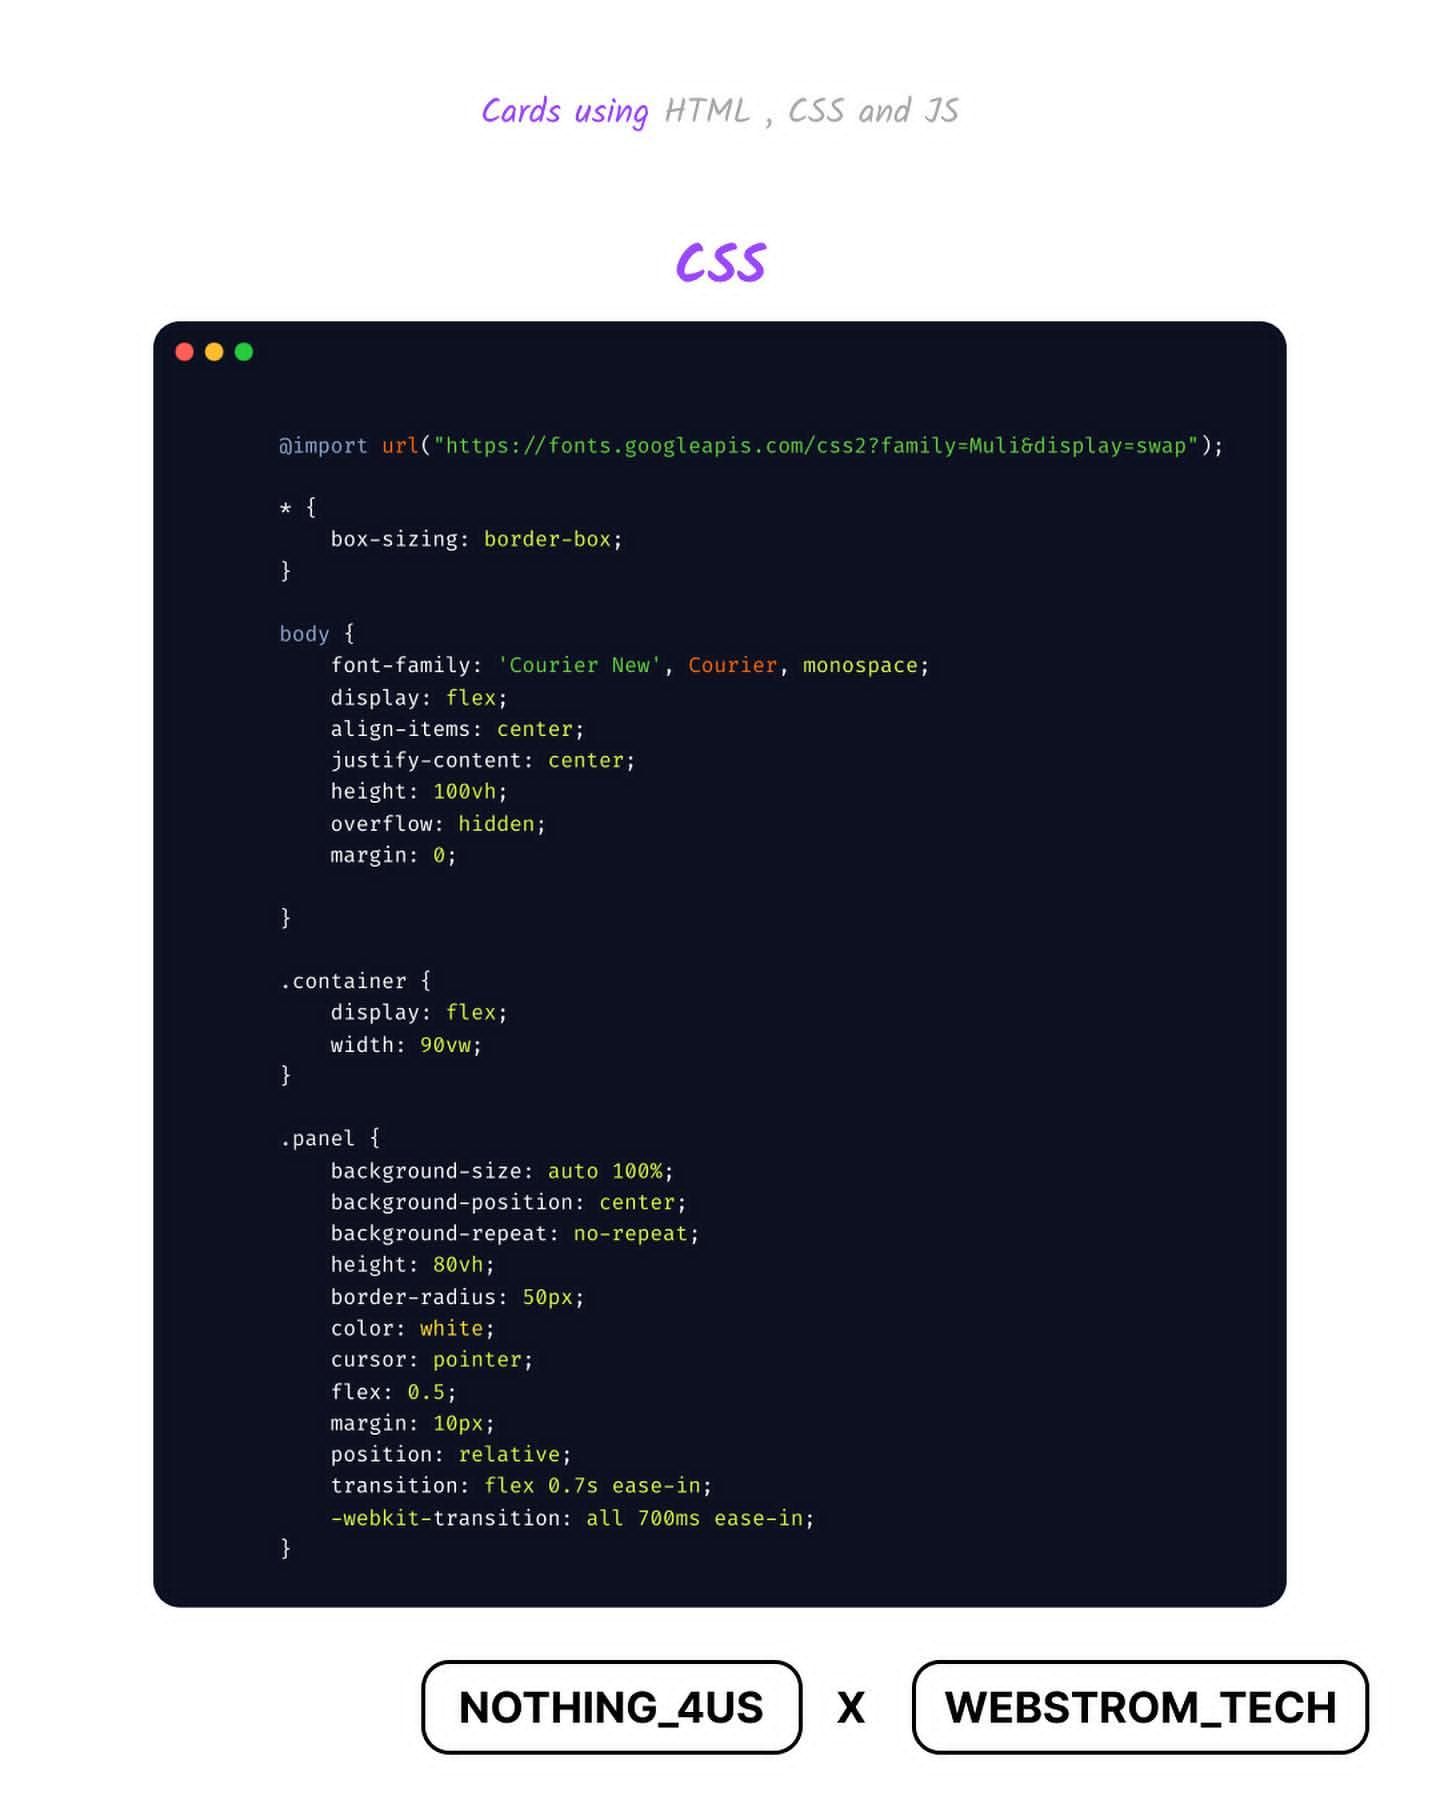 Cards using HTML , CSS and JS
CSS
@import url("https://fonts.googleapis.com/css2?family=Muli&display=swap");
* {
    box-sizing: border-box;
}
body {
    font-family: 'Courier New', Courier, monospace;
    display: flex;
    align-items: center;
    justify-content: center;
    height: 100vh;
    overflow: hidden;
    margin: 0;
}
.container {
    display: flex;
    width: 90vw;
}
.panel {
    background-size: auto 100%;
    background-position: center;
    background-repeat: no-repeat;
    height: 80vh;
    border-radius: 50px;
    color: white;
    cursor: pointer;
    flex: 0.5;
    margin: 10px;
    position: relative;
    transition: flex 0.7s ease-in;
    -webkit-transition: all 700ms ease-in;
}
NOTHING_4US X WEBSTROM_TECH